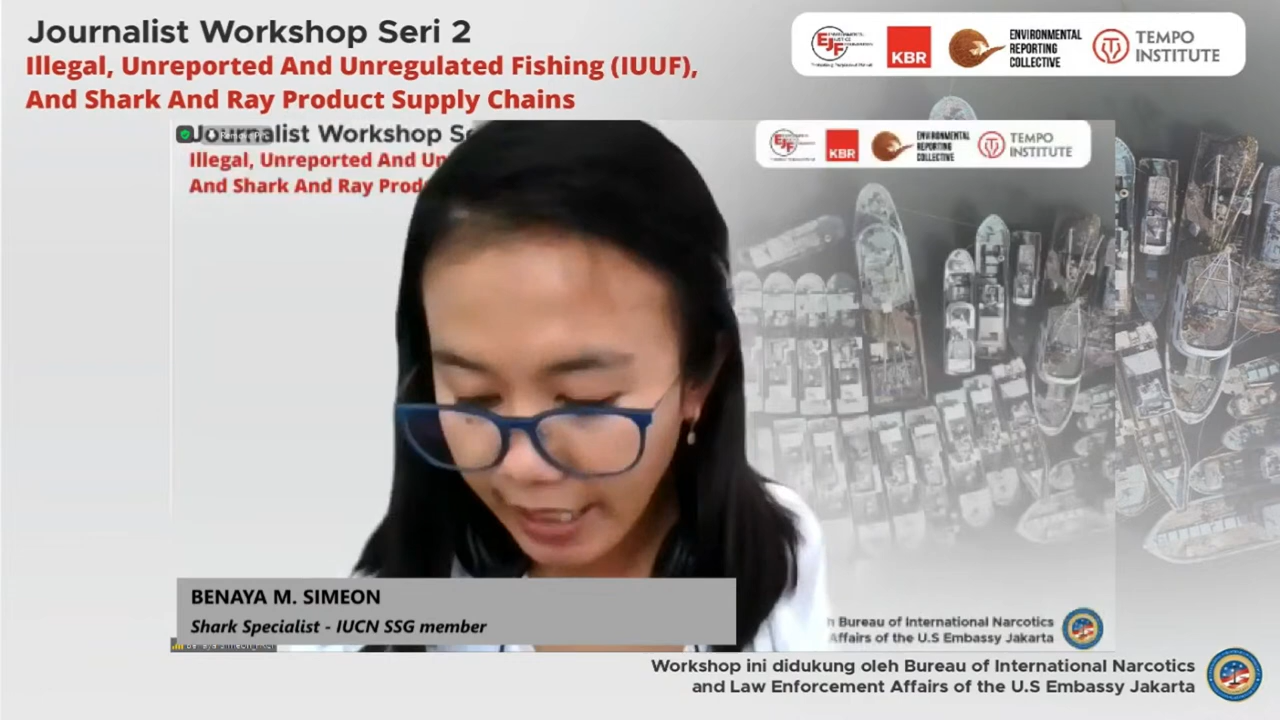 Journalist Workshop Seri 2
Illegal, Unreported And Unregulated Fishing (IUUF),
And Shark And Ray Product Supply Chains
EJF
KBR
ENVIRONMENTAL
REPORTING
COLLECTIVE
TEMPO
INSTITUTE
Journalist Workshop Se
Illegal, Unreported And Un
And Shark And Ray Prod
EJF
KBR
ENVIRONMENTAL
REPORTING
COLLECTIVE
TEMPO
INSTITUTE
BENAYA M. SIMEON
Shark Specialist - IUCN SSG member
Bureau of International Narcotics
Affairs of the U.S Embassy Jakarta
Workshop ini didukung oleh Bureau of International Narcotics
and Law Enforcement Affairs of the U.S Embassy Jakarta